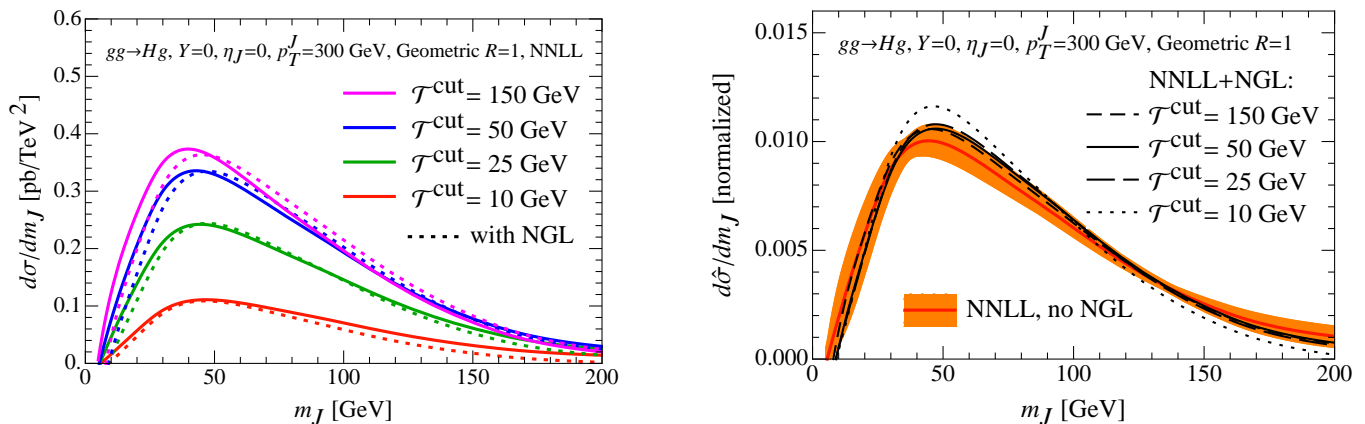 gg→Hg, Y=0, η_J=0, p_T^J=300 GeV, Geometric R=1, NNLL
𝒯^cut= 150 GeV
𝒯^cut= 50 GeV
𝒯^cut= 25 GeV
𝒯^cut= 10 GeV
with NGL
dσ/dm_J [pb/TeV^2]
0.6
0.5
0.4
0.3
0.2
0.1
0.
0 50 100 150 200
m_J [GeV]
gg→Hg, Y=0, η_J=0, p_T^J=300 GeV, Geometric R=1
NNLL+NGL:
𝒯^cut= 150 GeV
𝒯^cut= 50 GeV
𝒯^cut= 25 GeV
𝒯^cut= 10 GeV
NNLL, no NGL
dσ̂/dm_J [normalized]
0.015
0.010
0.005
0.000
0 50 100 150 200
m_J [GeV]